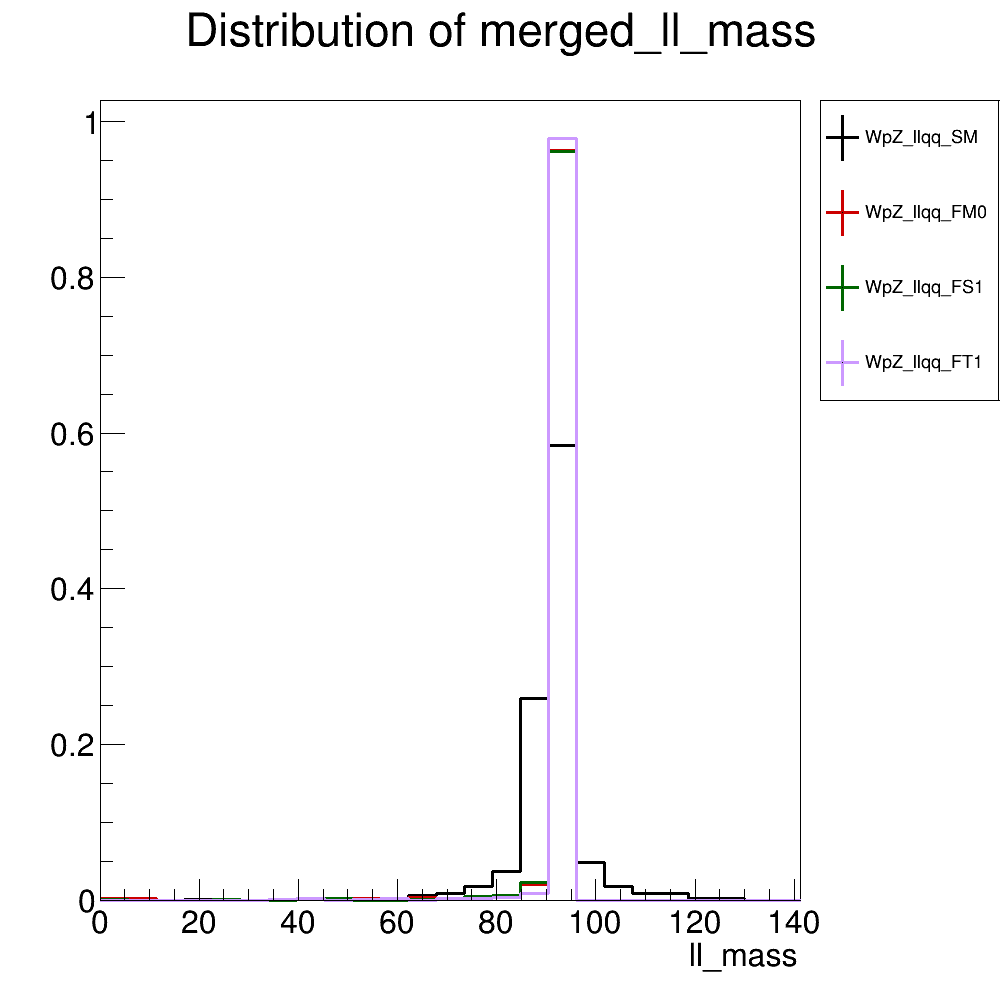 Distribution of merged_ll_mass
1
0.8
0.6
0.4
0.2
0
0 20 40 60 80 100 120 140
ll_mass
WpZ_llqq_SM
WpZ_llqq_FM0
WpZ_llqq_FS1
WpZ_llqq_FT1